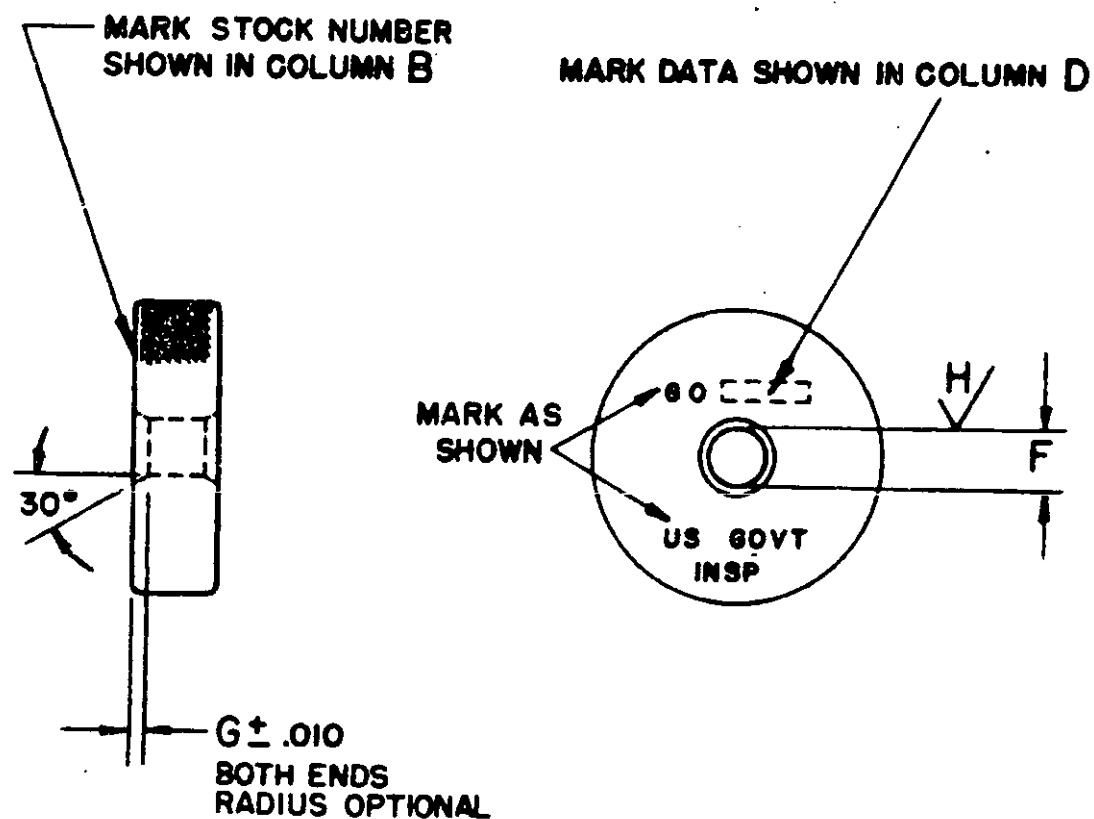 MARK STOCK NUMBER
SHOWN IN COLUMN B
MARK DATA SHOWN IN COLUMN D
GO
MARK AS
SHOWN
H
F
30°
US GOVT
INSP
G ± .010
BOTH ENDS
RADIUS OPTIONAL